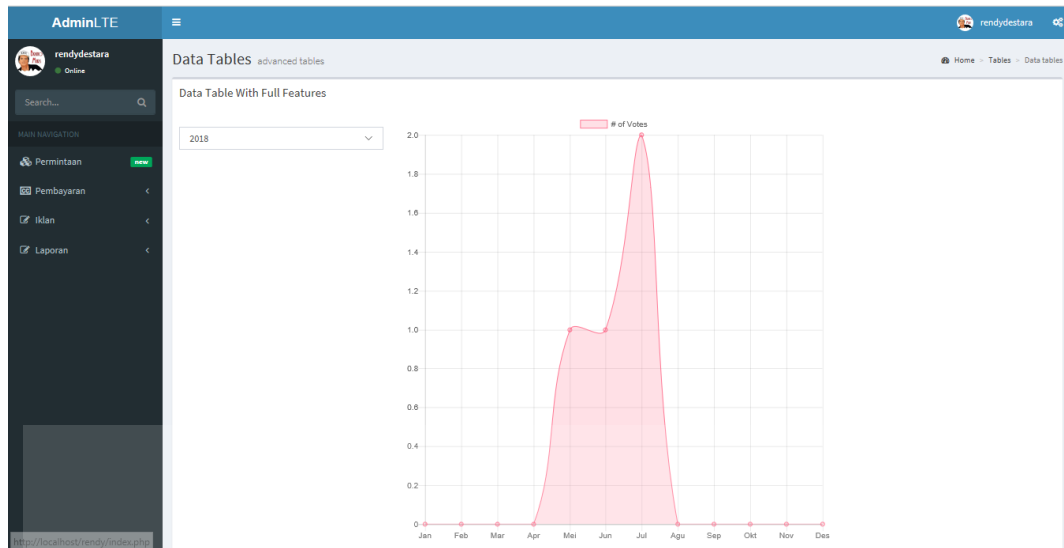 AdminLTE
rendydestara
rendydestara
Online
Search...
MAIN NAVIGATION
Permintaan new
Pembayaran
Iklan
Laporan
Data Tables advanced tables
Home > Tables > Data tables
Data Table With Full Features
2018
# of Votes
2.0
1.8
1.6
1.4
1.2
1.0
0.8
0.6
0.4
0.2
0
Jan Feb Mar Apr Mei Jun Jul Agu Sep Okt Nov Des
http://localhost/rendy/index.php